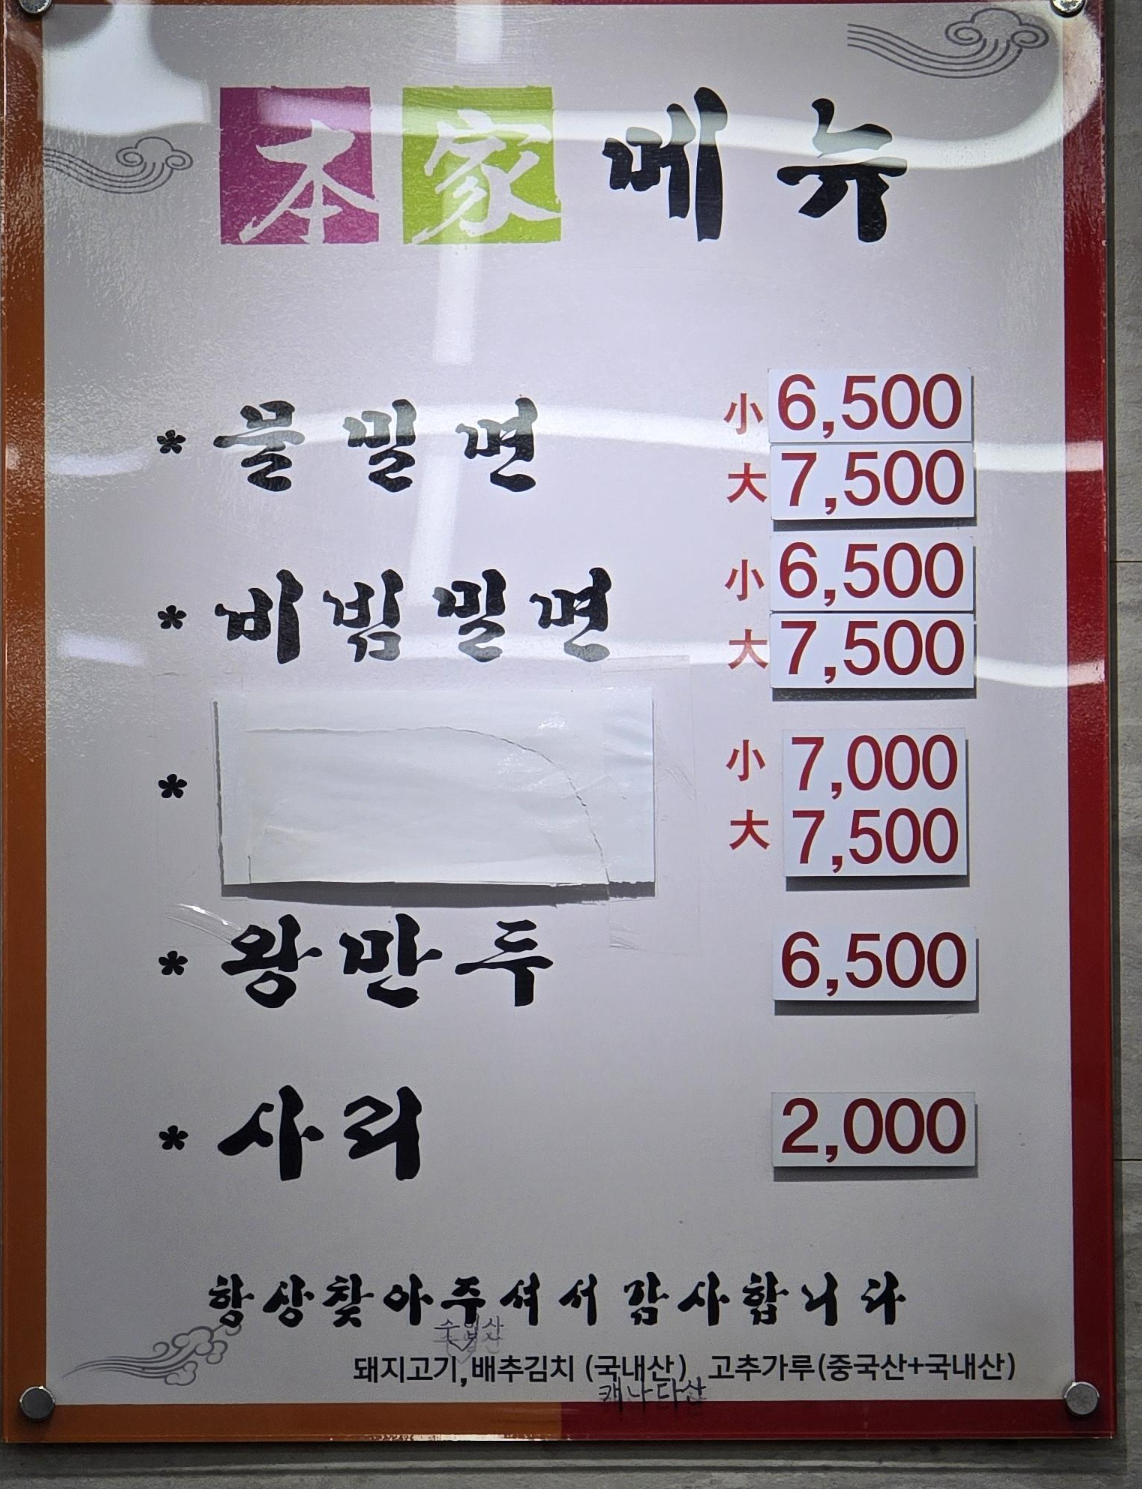 本家 메뉴
* 물밀면 小 6,500
大 7,500
* 비빔밀면 小 6,500
大 7,500
* 小 7,000
大 7,500
* 왕만두 6,500
* 사리 2,000
항상찾아주셔서 감사합니다
돼지고기,배추김치 (국내산) 고추가루(중국산+국내산)
캐나다산